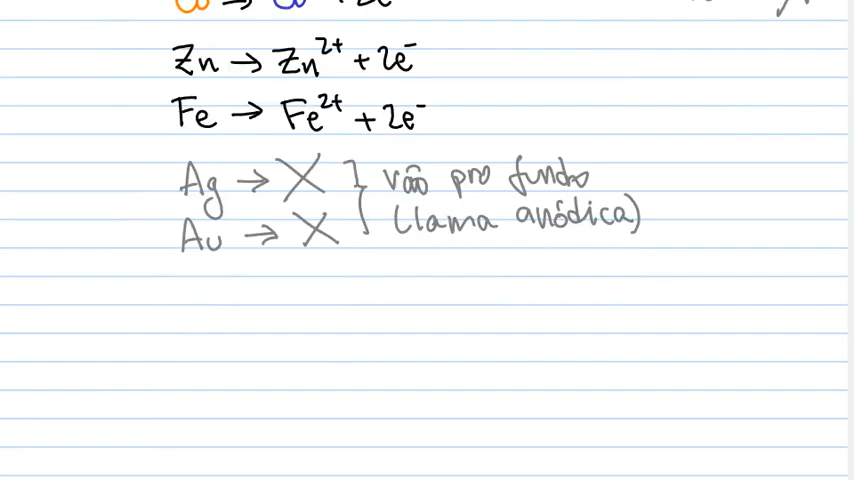 Zn → Zn²⁺ + 2e⁻
Fe → Fe²⁺ + 2e⁻
Ag → X } vão pro fundo
Au → X (lama anódica)